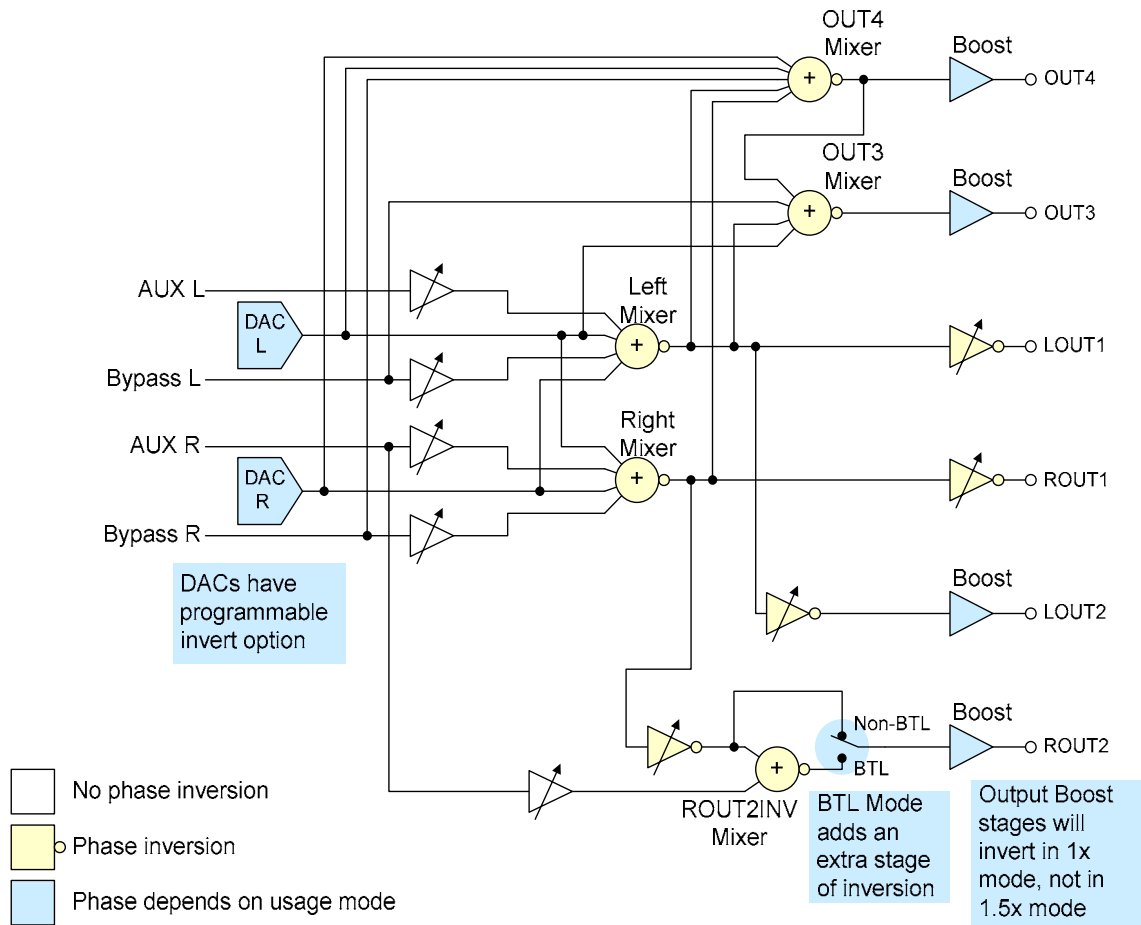 OUT4
Mixer
Boost
+
OUT4
OUT3
Mixer
Boost
+
OUT3
AUX L
Left
Mixer
DAC
L
+
LOUT1
Bypass L
Right
Mixer
AUX R
DAC
R
+
ROUT1
Bypass R
DACs have
programmable
invert option
Boost
LOUT2
Non-BTL
Boost
ROUT2
+
BTL
ROUT2INV
Mixer
BTL Mode
adds an
extra stage
of inversion
Output Boost
stages will
invert in 1x
mode, not in
1.5x mode
No phase inversion
Phase inversion
Phase depends on usage mode